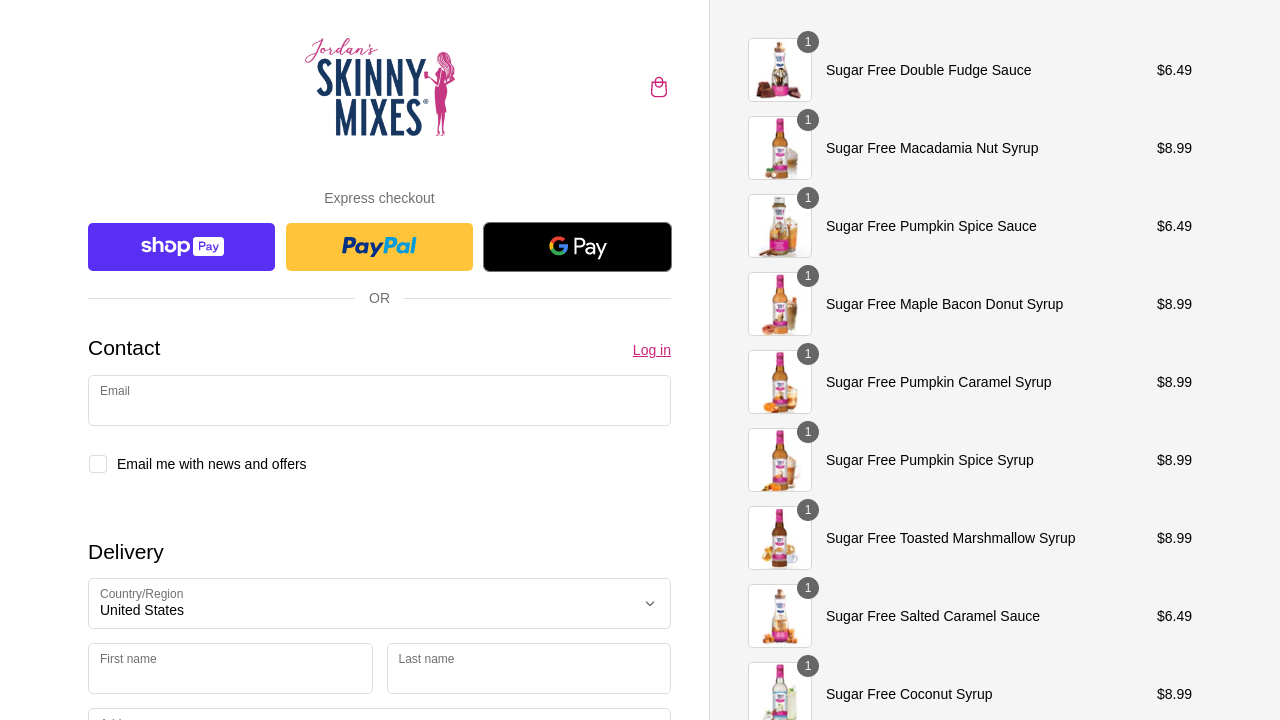 Jordan's
SKINNY
MIXES®
Express checkout
shop Pay
PayPal
G Pay
OR
Contact
Log in
Email
Email me with news and offers
Delivery
Country/Region
United States
First name
Last name
1
Sugar Free Double Fudge Sauce
$6.49
1
Sugar Free Macadamia Nut Syrup
$8.99
1
Sugar Free Pumpkin Spice Sauce
$6.49
1
Sugar Free Maple Bacon Donut Syrup
$8.99
1
Sugar Free Pumpkin Caramel Syrup
$8.99
1
Sugar Free Pumpkin Spice Syrup
$8.99
1
Sugar Free Toasted Marshmallow Syrup
$8.99
1
Sugar Free Salted Caramel Sauce
$6.49
1
Sugar Free Coconut Syrup
$8.99